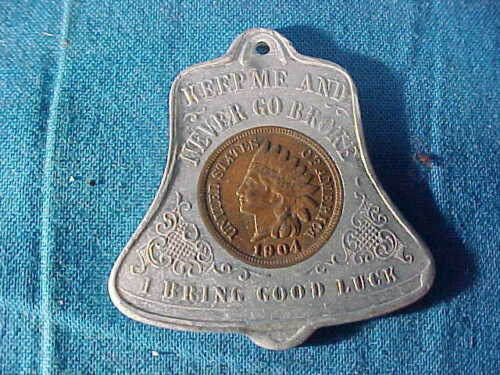 KEEP ME AND
NEVER GO BROKE
UNITED STATES OF AMERICA
1904
I BRING GOOD LUCK